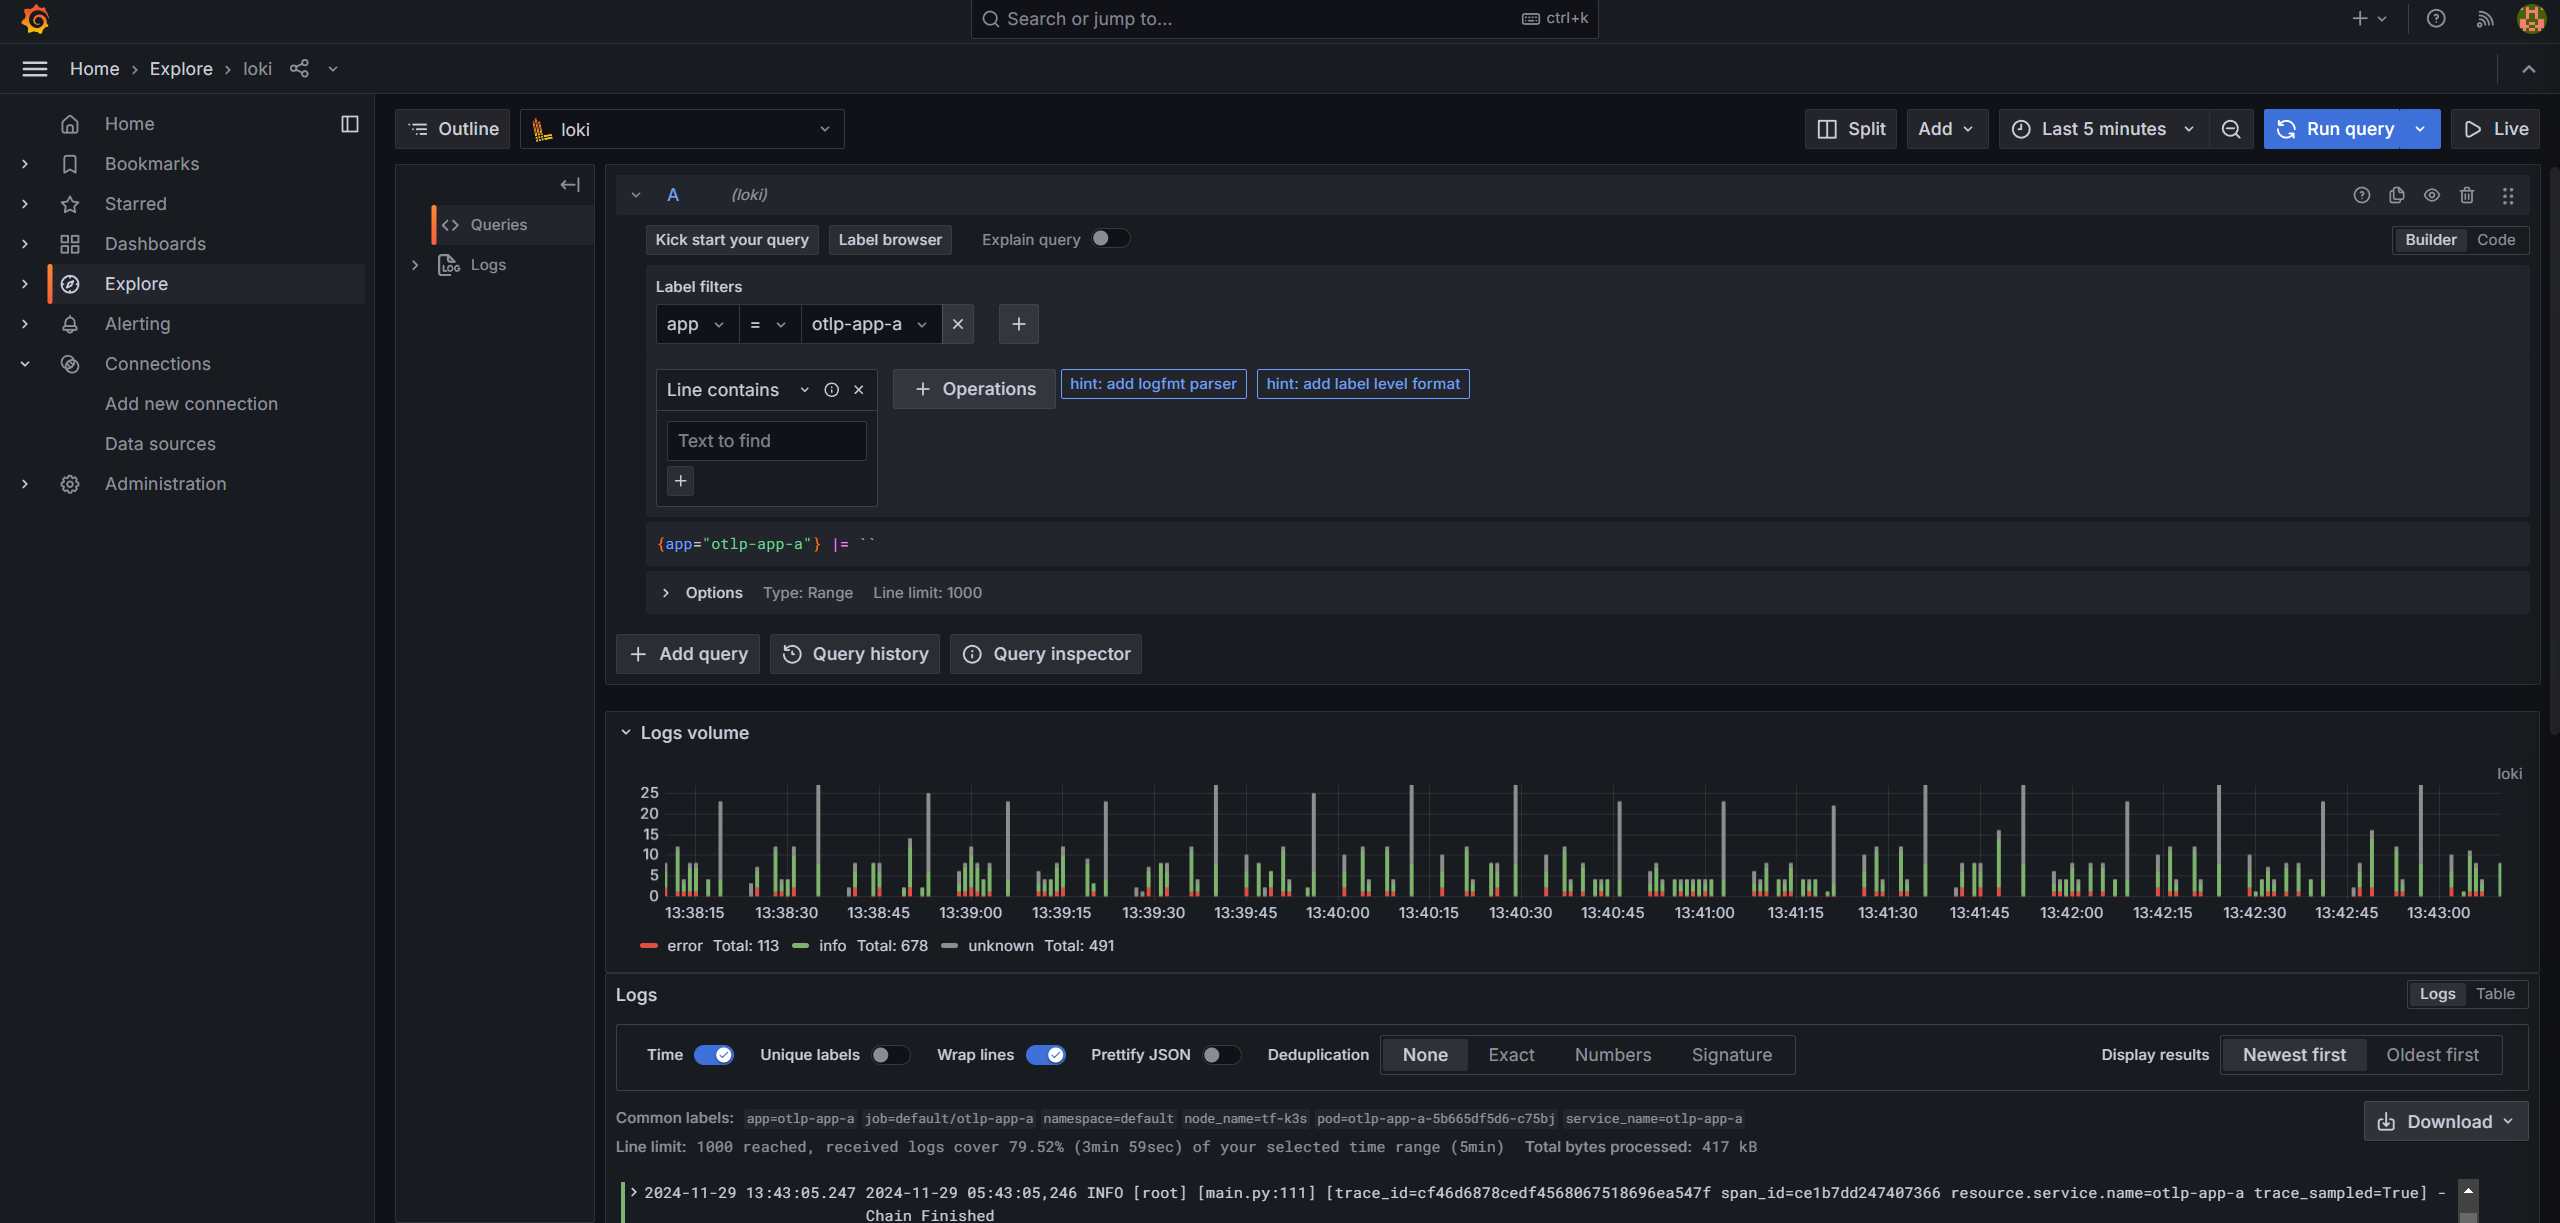 Search or jump to...
ctrl+k
Home › Explore › loki
Home
Bookmarks
Starred
Dashboards
Explore
Alerting
Connections
Add new connection
Data sources
Administration
Outline
loki
Split
Add
Last 5 minutes
Run query
Live
Queries
Logs
A (loki)
Kick start your query
Label browser
Explain query
Builder
Code
Label filters
app = otlp-app-a
Line contains
Operations
hint: add logfmt parser
hint: add label level format
Text to find
{app="otlp-app-a"} |= ``
Options Type: Range Line limit: 1000
Add query
Query history
Query inspector
Logs volume
loki
25
20
15
10
5
0
13:38:15 13:38:30 13:38:45 13:39:00 13:39:15 13:39:30 13:39:45 13:40:00 13:40:15 13:40:30 13:40:45 13:41:00 13:41:15 13:41:30 13:41:45 13:42:00 13:42:15 13:42:30 13:42:45 13:43:00
error Total: 113 info Total: 678 unknown Total: 491
Logs
Logs
Table
Time
Unique labels
Wrap lines
Prettify JSON
Deduplication
None
Exact
Numbers
Signature
Display results
Newest first
Oldest first
Common labels: app=otlp-app-a job=default/otlp-app-a namespace=default node_name=tf-k3s pod=otlp-app-a-5b665df5d6-c75bj service_name=otlp-app-a
Download
Line limit: 1000 reached, received logs cover 79.52% (3min 59sec) of your selected time range (5min) Total bytes processed: 417 kB
2024-11-29 13:43:05.247 2024-11-29 05:43:05,246 INFO [root] [main.py:111] [trace_id=cf46d6878cedf4568067518696ea547f span_id=ce1b7dd247407366 resource.service.name=otlp-app-a trace_sampled=True] -
Chain Finished